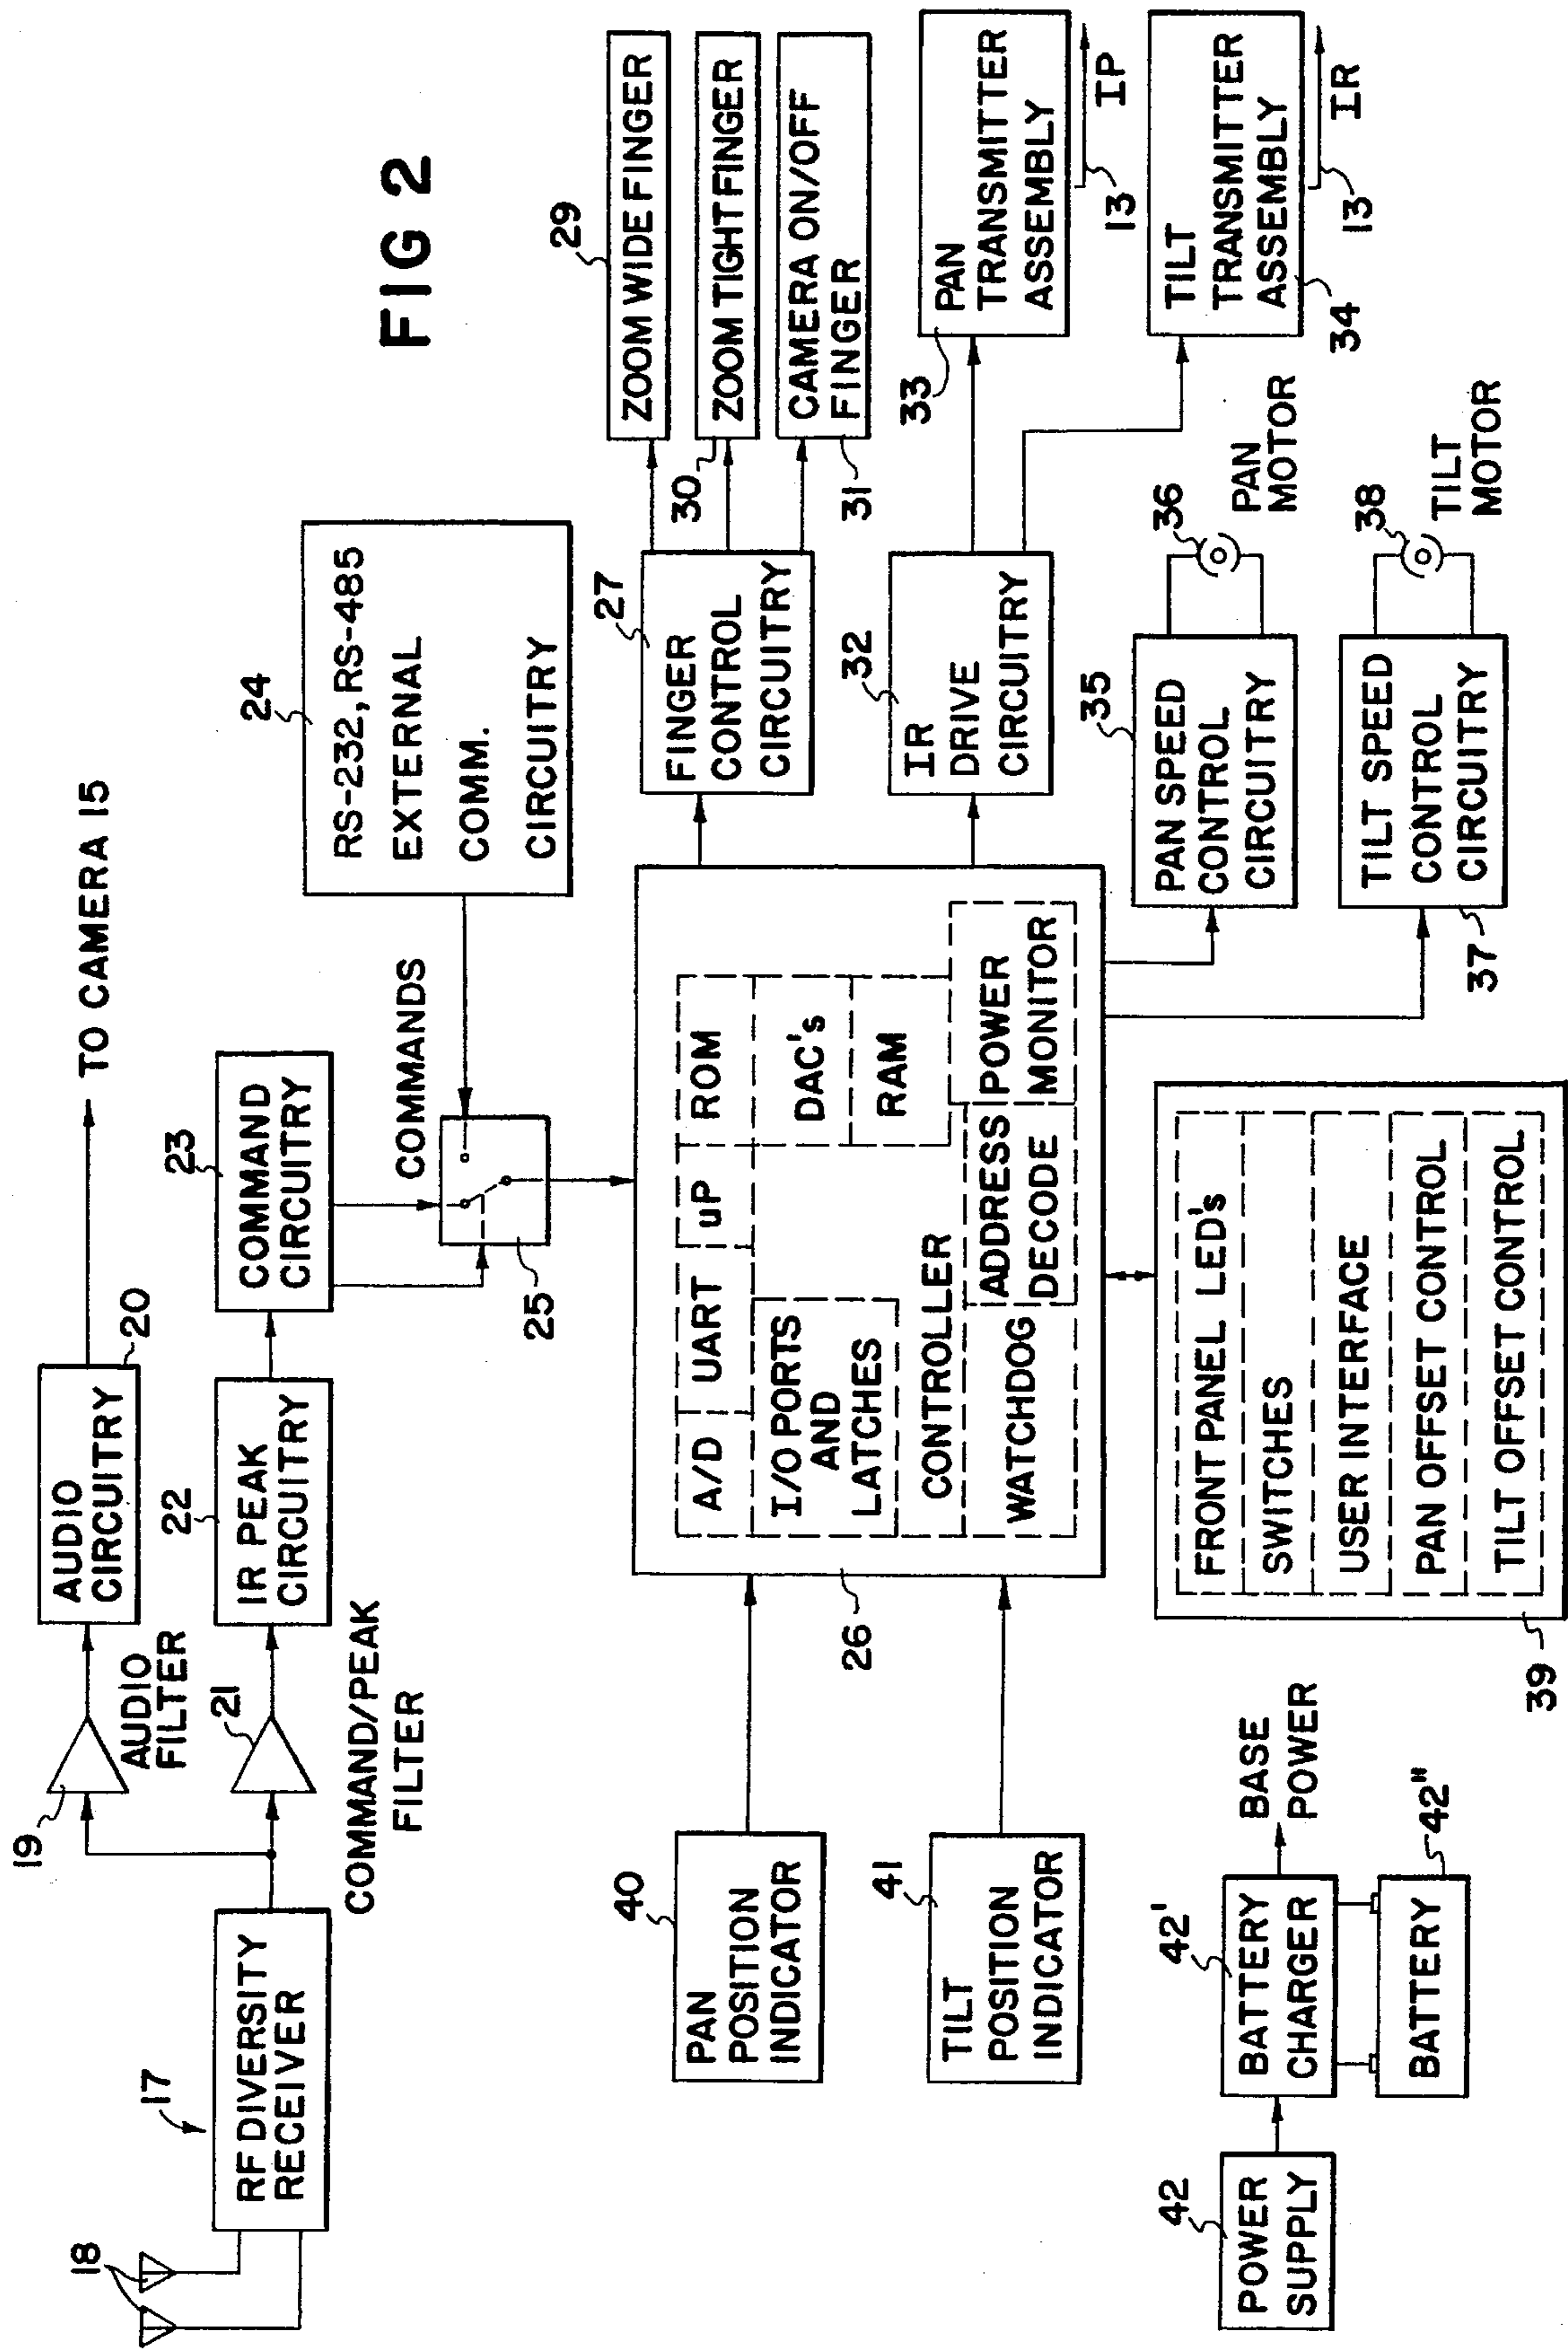 FIG 2
18
17
RF DIVERSITY
RECEIVER
19
AUDIO
FILTER
21
COMMAND/PEAK
FILTER
AUDIO
CIRCUITRY
20
TO CAMERA 15
22
IR PEAK
CIRCUITRY
23
COMMAND
CIRCUITRY
24
RS-232, RS-485
EXTERNAL
COMM.
CIRCUITRY
COMMANDS
25
26
A/D
UART
uP
ROM
I/O PORTS
AND
LATCHES
DAC's
RAM
CONTROLLER
WATCHDOG
ADDRESS
DECODE
POWER
MONITOR
27
FINGER
CONTROL
CIRCUITRY
29
ZOOM WIDE FINGER
30
ZOOM TIGHT FINGER
31
CAMERA ON/OFF
FINGER
32
IR
DRIVE
CIRCUITRY
33
PAN
TRANSMITTER
ASSEMBLY
13
IP
34
TILT
TRANSMITTER
ASSEMBLY
13
IR
35
PAN SPEED
CONTROL
CIRCUITRY
36
PAN
MOTOR
37
TILT SPEED
CONTROL
CIRCUITRY
38
TILT
MOTOR
39
FRONT PANEL LED's
SWITCHES
USER INTERFACE
PAN OFFSET CONTROL
TILT OFFSET CONTROL
40
PAN
POSITION
INDICATOR
41
TILT
POSITION
INDICATOR
42
POWER
SUPPLY
42'
BATTERY
CHARGER
BASE
POWER
42"
BATTERY